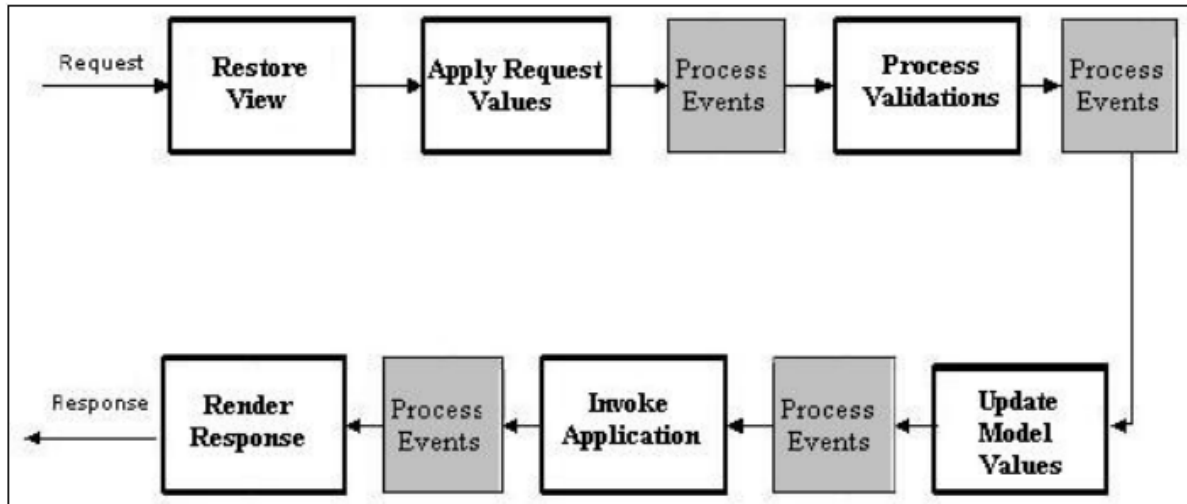 Request
Restore
View
Apply Request
Values
Process
Events
Process
Validations
Process
Events
Update
Model
Values
Process
Events
Invoke
Application
Process
Events
Render
Response
Response